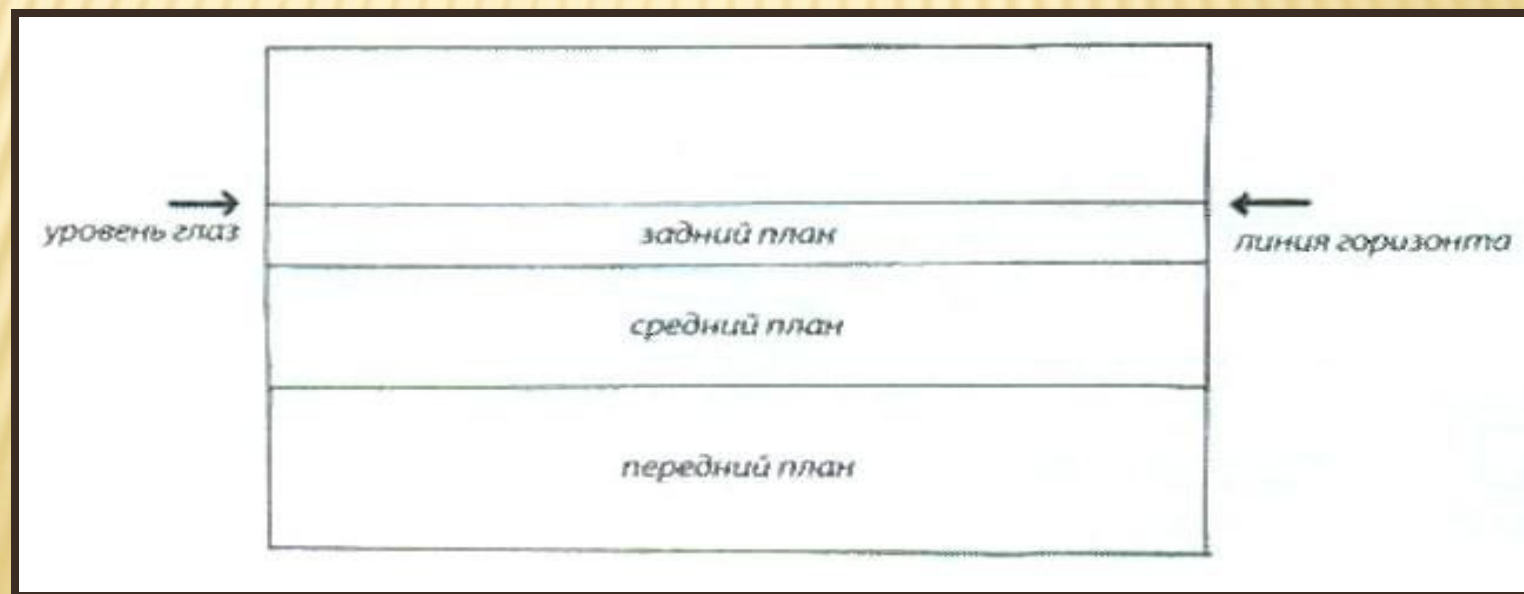 уровень глаз
задний план
линия горизонта
средний план
передний план